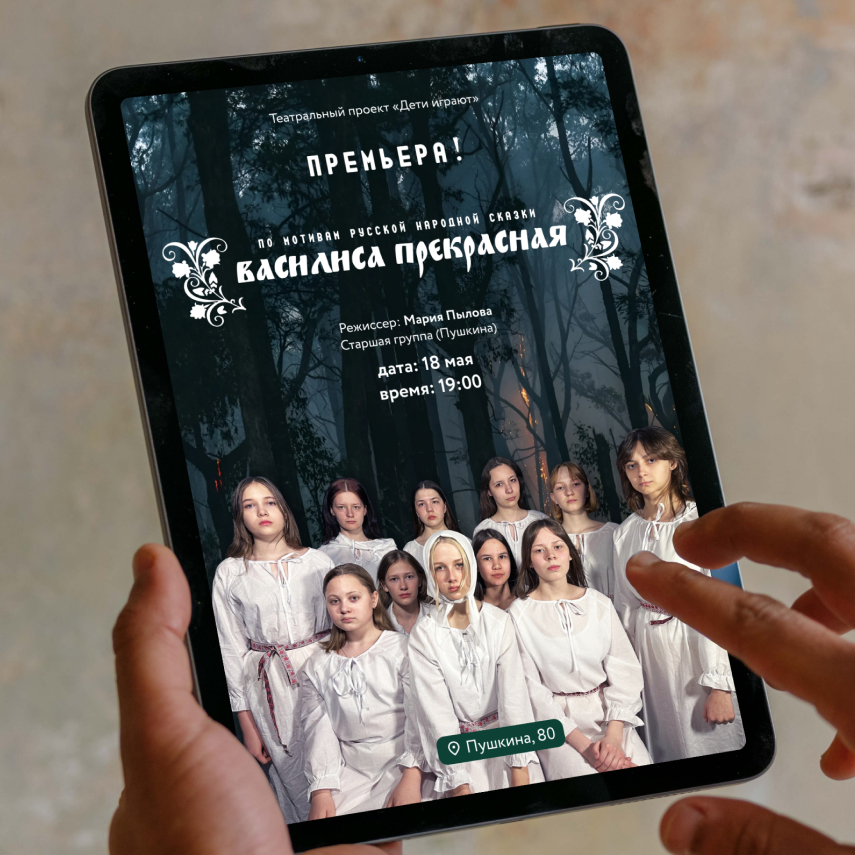 Театральный проект «Дети играют»
ПРЕМЬЕРА!
ПО МОТИВАМ РУССКОЙ НАРОДНОЙ СКАЗКИ
ВАСИЛИСА ПРЕКРАСНАЯ
Режиссер: Мария Пылова
Старшая группа (Пушкина)
дата: 18 мая
время: 19:00
Пушкина, 80